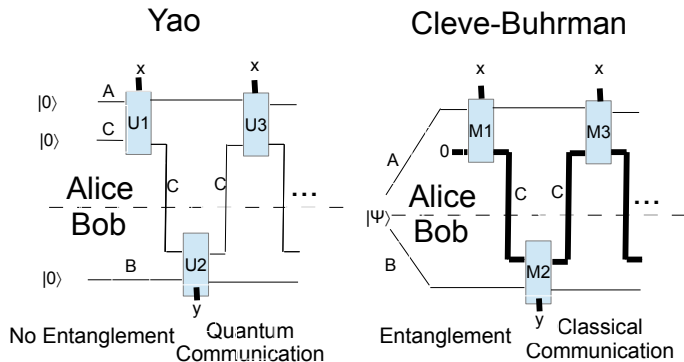 Yao
Cleve-Buhrman
x
x
x
x
|0⟩
A
U1
U3
M1
M3
|0⟩
C
A
0
C
C
C
C
...
...
Alice
Alice
|Ψ⟩
Bob
Bob
|0⟩
B
U2
B
M2
y
y
No Entanglement
Quantum
Communication
Entanglement
Classical
Communication